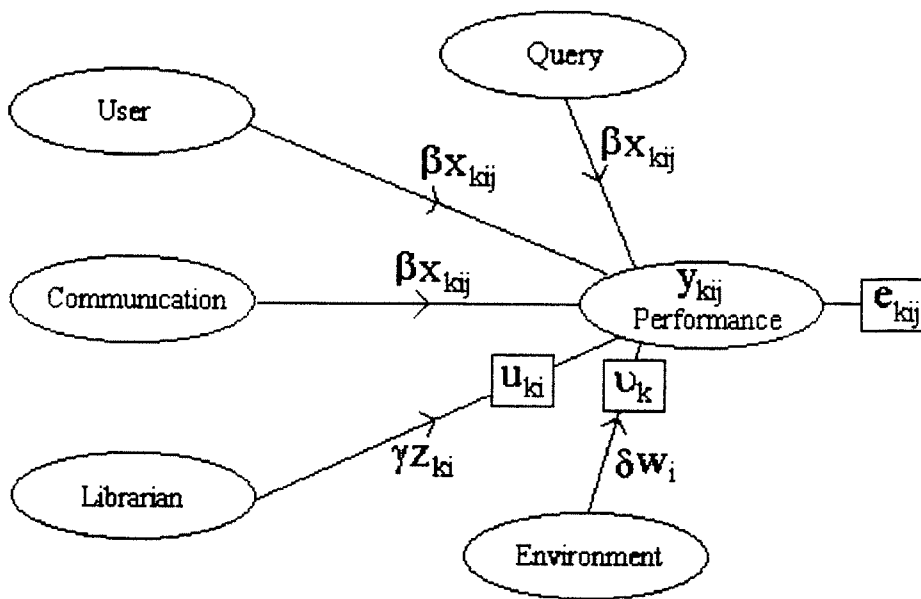 Query
User
βx_kij
βx_kij
βx_kij
Communication
y_kij
Performance
e_kij
u_ki
υ_k
γz_ki
δw_i
Librarian
Environment